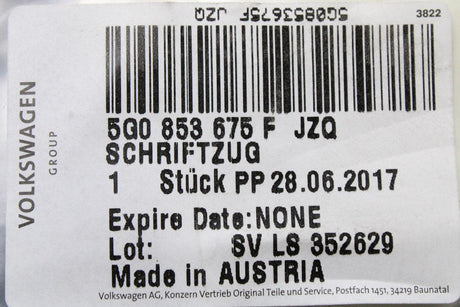 5G0853675F JZQ
3822
VOLKSWAGEN
GROUP
5G0 853 675 F JZQ
SCHRIFTZUG
1 Stück PP 28.06.2017
Expire Date:NONE
Lot: SV LS 352629
Made in AUSTRIA
Volkswagen AG, Konzern Vertrieb Original Teile und Service, Postfach 1451, 34219 Baunatal